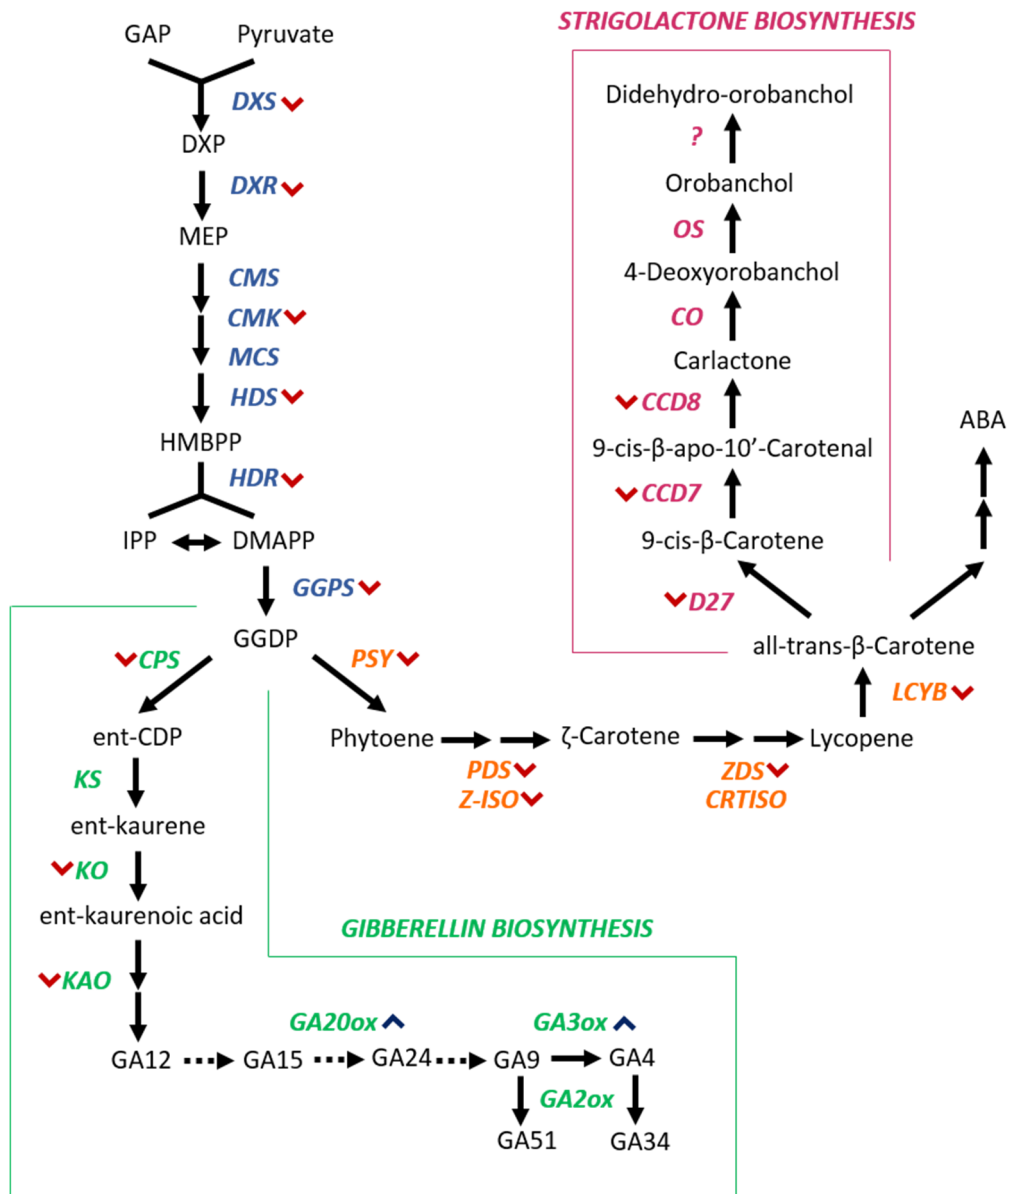 STRIGOLACTONE BIOSYNTHESIS
GAP
Pyruvate
DXS
DXP
DXR
MEP
CMS
CMK
MCS
HDS
HMBPP
HDR
IPP
DMAPP
GGPS
GGDP
Didehydro-orobanchol
?
Orobanchol
OS
4-Deoxyorobanchol
CO
Carlactone
CCD8
9-cis-β-apo-10’-Carotenal
CCD7
9-cis-β-Carotene
D27
ABA
all-trans-β-Carotene
LCYB
CPS
PSY
ent-CDP
Phytoene
ζ-Carotene
Lycopene
PDS
Z-ISO
ZDS
CRTISO
KS
ent-kaurene
KO
ent-kaurenoic acid
KAO
GIBBERELLIN BIOSYNTHESIS
GA20ox
GA3ox
GA12
GA15
GA24
GA9
GA4
GA2ox
GA51
GA34